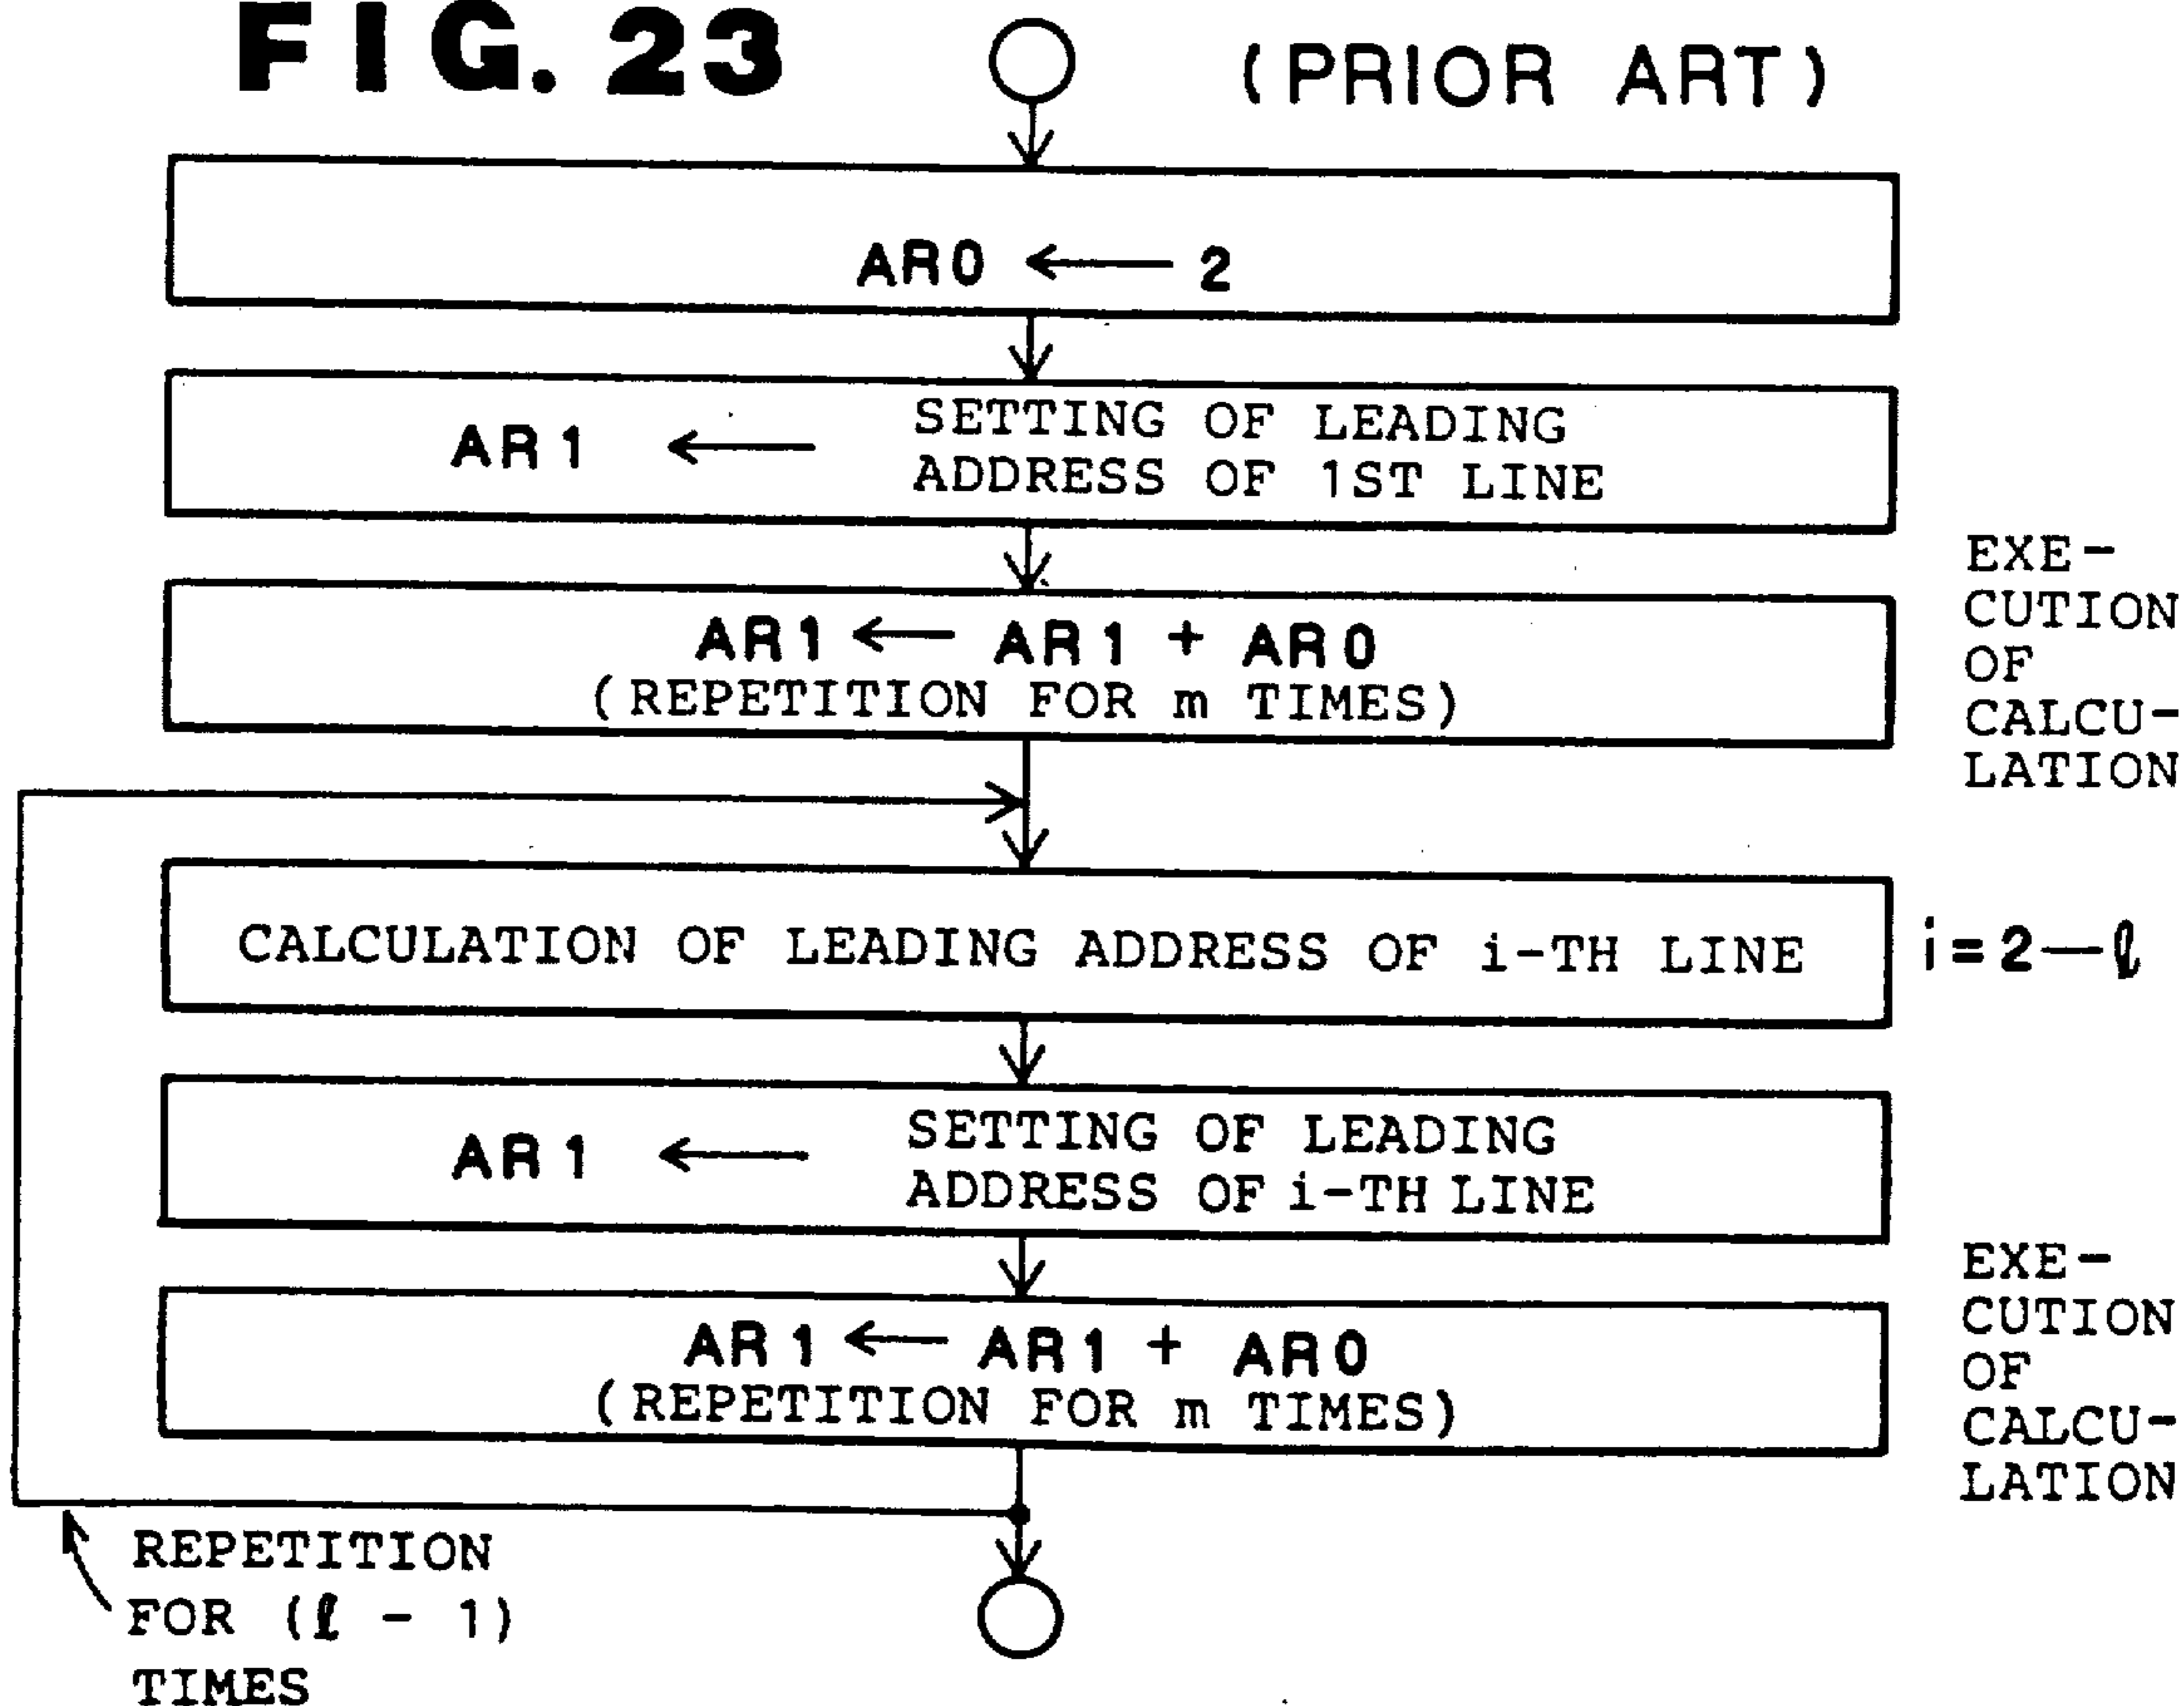 FIG. 23
(PRIOR ART)
AR0 ← 2
AR1 ← SETTING OF LEADING
ADDRESS OF 1ST LINE
AR1 ← AR1 + AR0
(REPETITION FOR m TIMES)
EXE-
CUTION
OF
CALCU-
LATION
CALCULATION OF LEADING ADDRESS OF i-TH LINE
i=2—ℓ
AR1 ← SETTING OF LEADING
ADDRESS OF i-TH LINE
AR1 ← AR1 + AR0
(REPETITION FOR m TIMES)
EXE-
CUTION
OF
CALCU-
LATION
REPETITION
FOR (ℓ - 1)
TIMES